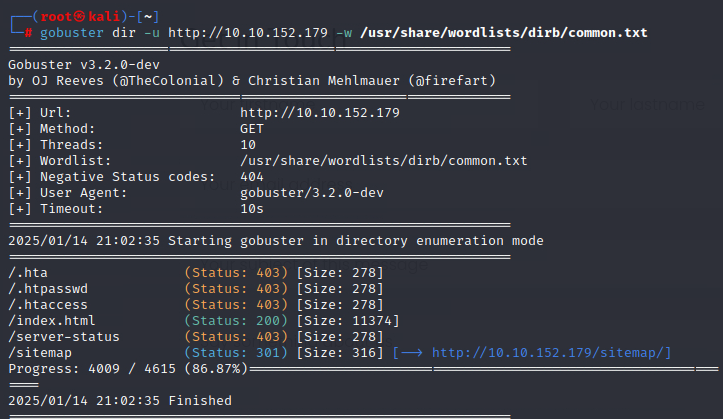 ┌──(root㉿kali)-[~]
└─# gobuster dir -u http://10.10.152.179 -w /usr/share/wordlists/dirb/common.txt
===============================================================
Gobuster v3.2.0-dev
by OJ Reeves (@TheColonial) & Christian Mehlmauer (@firefart)
===============================================================
[+] Url:                     http://10.10.152.179
[+] Method:                  GET
[+] Threads:                 10
[+] Wordlist:                /usr/share/wordlists/dirb/common.txt
[+] Negative Status codes:   404
[+] User Agent:              gobuster/3.2.0-dev
[+] Timeout:                 10s
===============================================================
2025/01/14 21:02:35 Starting gobuster in directory enumeration mode
===============================================================
/.hta                 (Status: 403) [Size: 278]
/.htpasswd            (Status: 403) [Size: 278]
/.htaccess            (Status: 403) [Size: 278]
/index.html           (Status: 200) [Size: 11374]
/server-status        (Status: 403) [Size: 278]
/sitemap              (Status: 301) [Size: 316] [--> http://10.10.152.179/sitemap/]
Progress: 4009 / 4615 (86.87%)===========================================================
====
2025/01/14 21:02:35 Finished
===============================================================